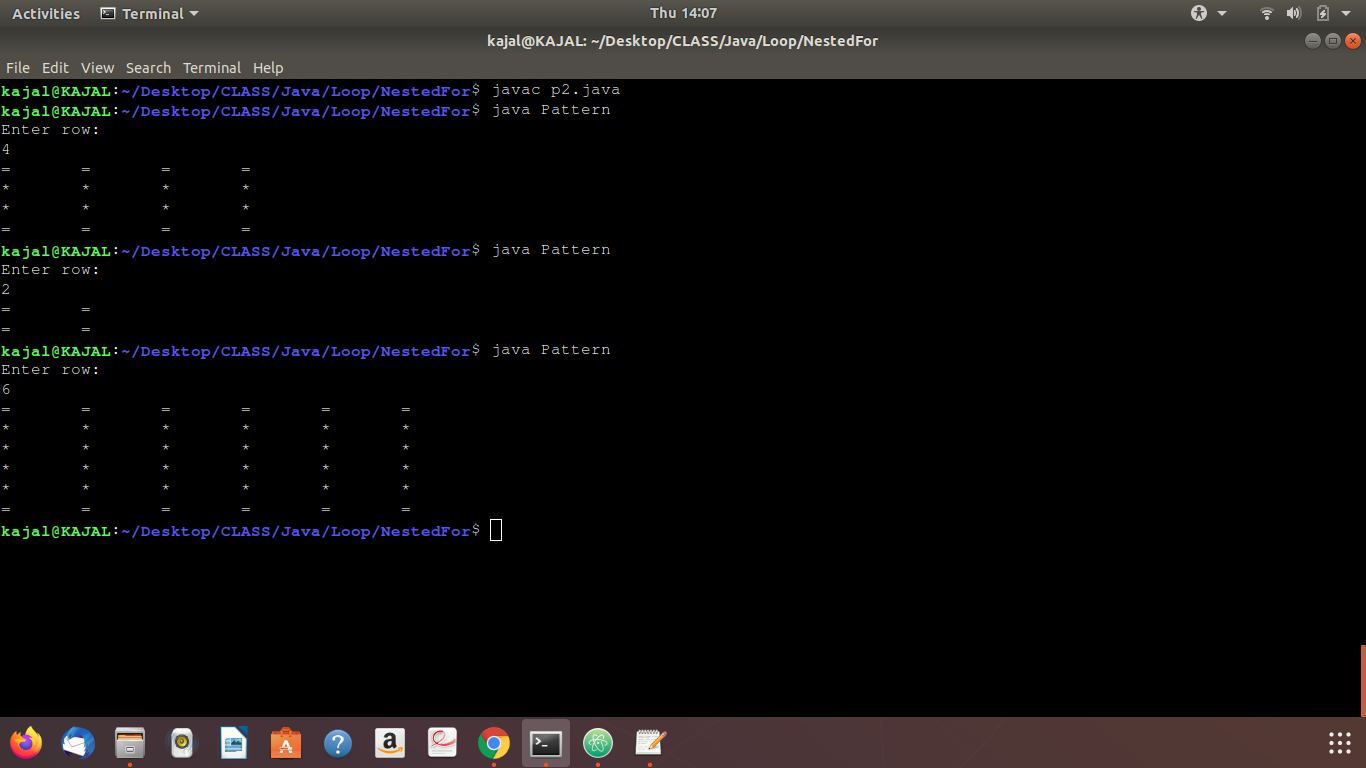 Activities Terminal Thu 14:07
kajal@KAJAL: ~/Desktop/CLASS/Java/Loop/NestedFor
File Edit View Search Terminal Help
kajal@KAJAL:~/Desktop/CLASS/Java/Loop/NestedFor$ javac p2.java
kajal@KAJAL:~/Desktop/CLASS/Java/Loop/NestedFor$ java Pattern
Enter row:
4
= = = =
* * * *
* * * *
= = = =
kajal@KAJAL:~/Desktop/CLASS/Java/Loop/NestedFor$ java Pattern
Enter row:
2
= =
= =
kajal@KAJAL:~/Desktop/CLASS/Java/Loop/NestedFor$ java Pattern
Enter row:
6
= = = = = =
* * * * * *
* * * * * *
* * * * * *
* * * * * *
= = = = = =
kajal@KAJAL:~/Desktop/CLASS/Java/Loop/NestedFor$